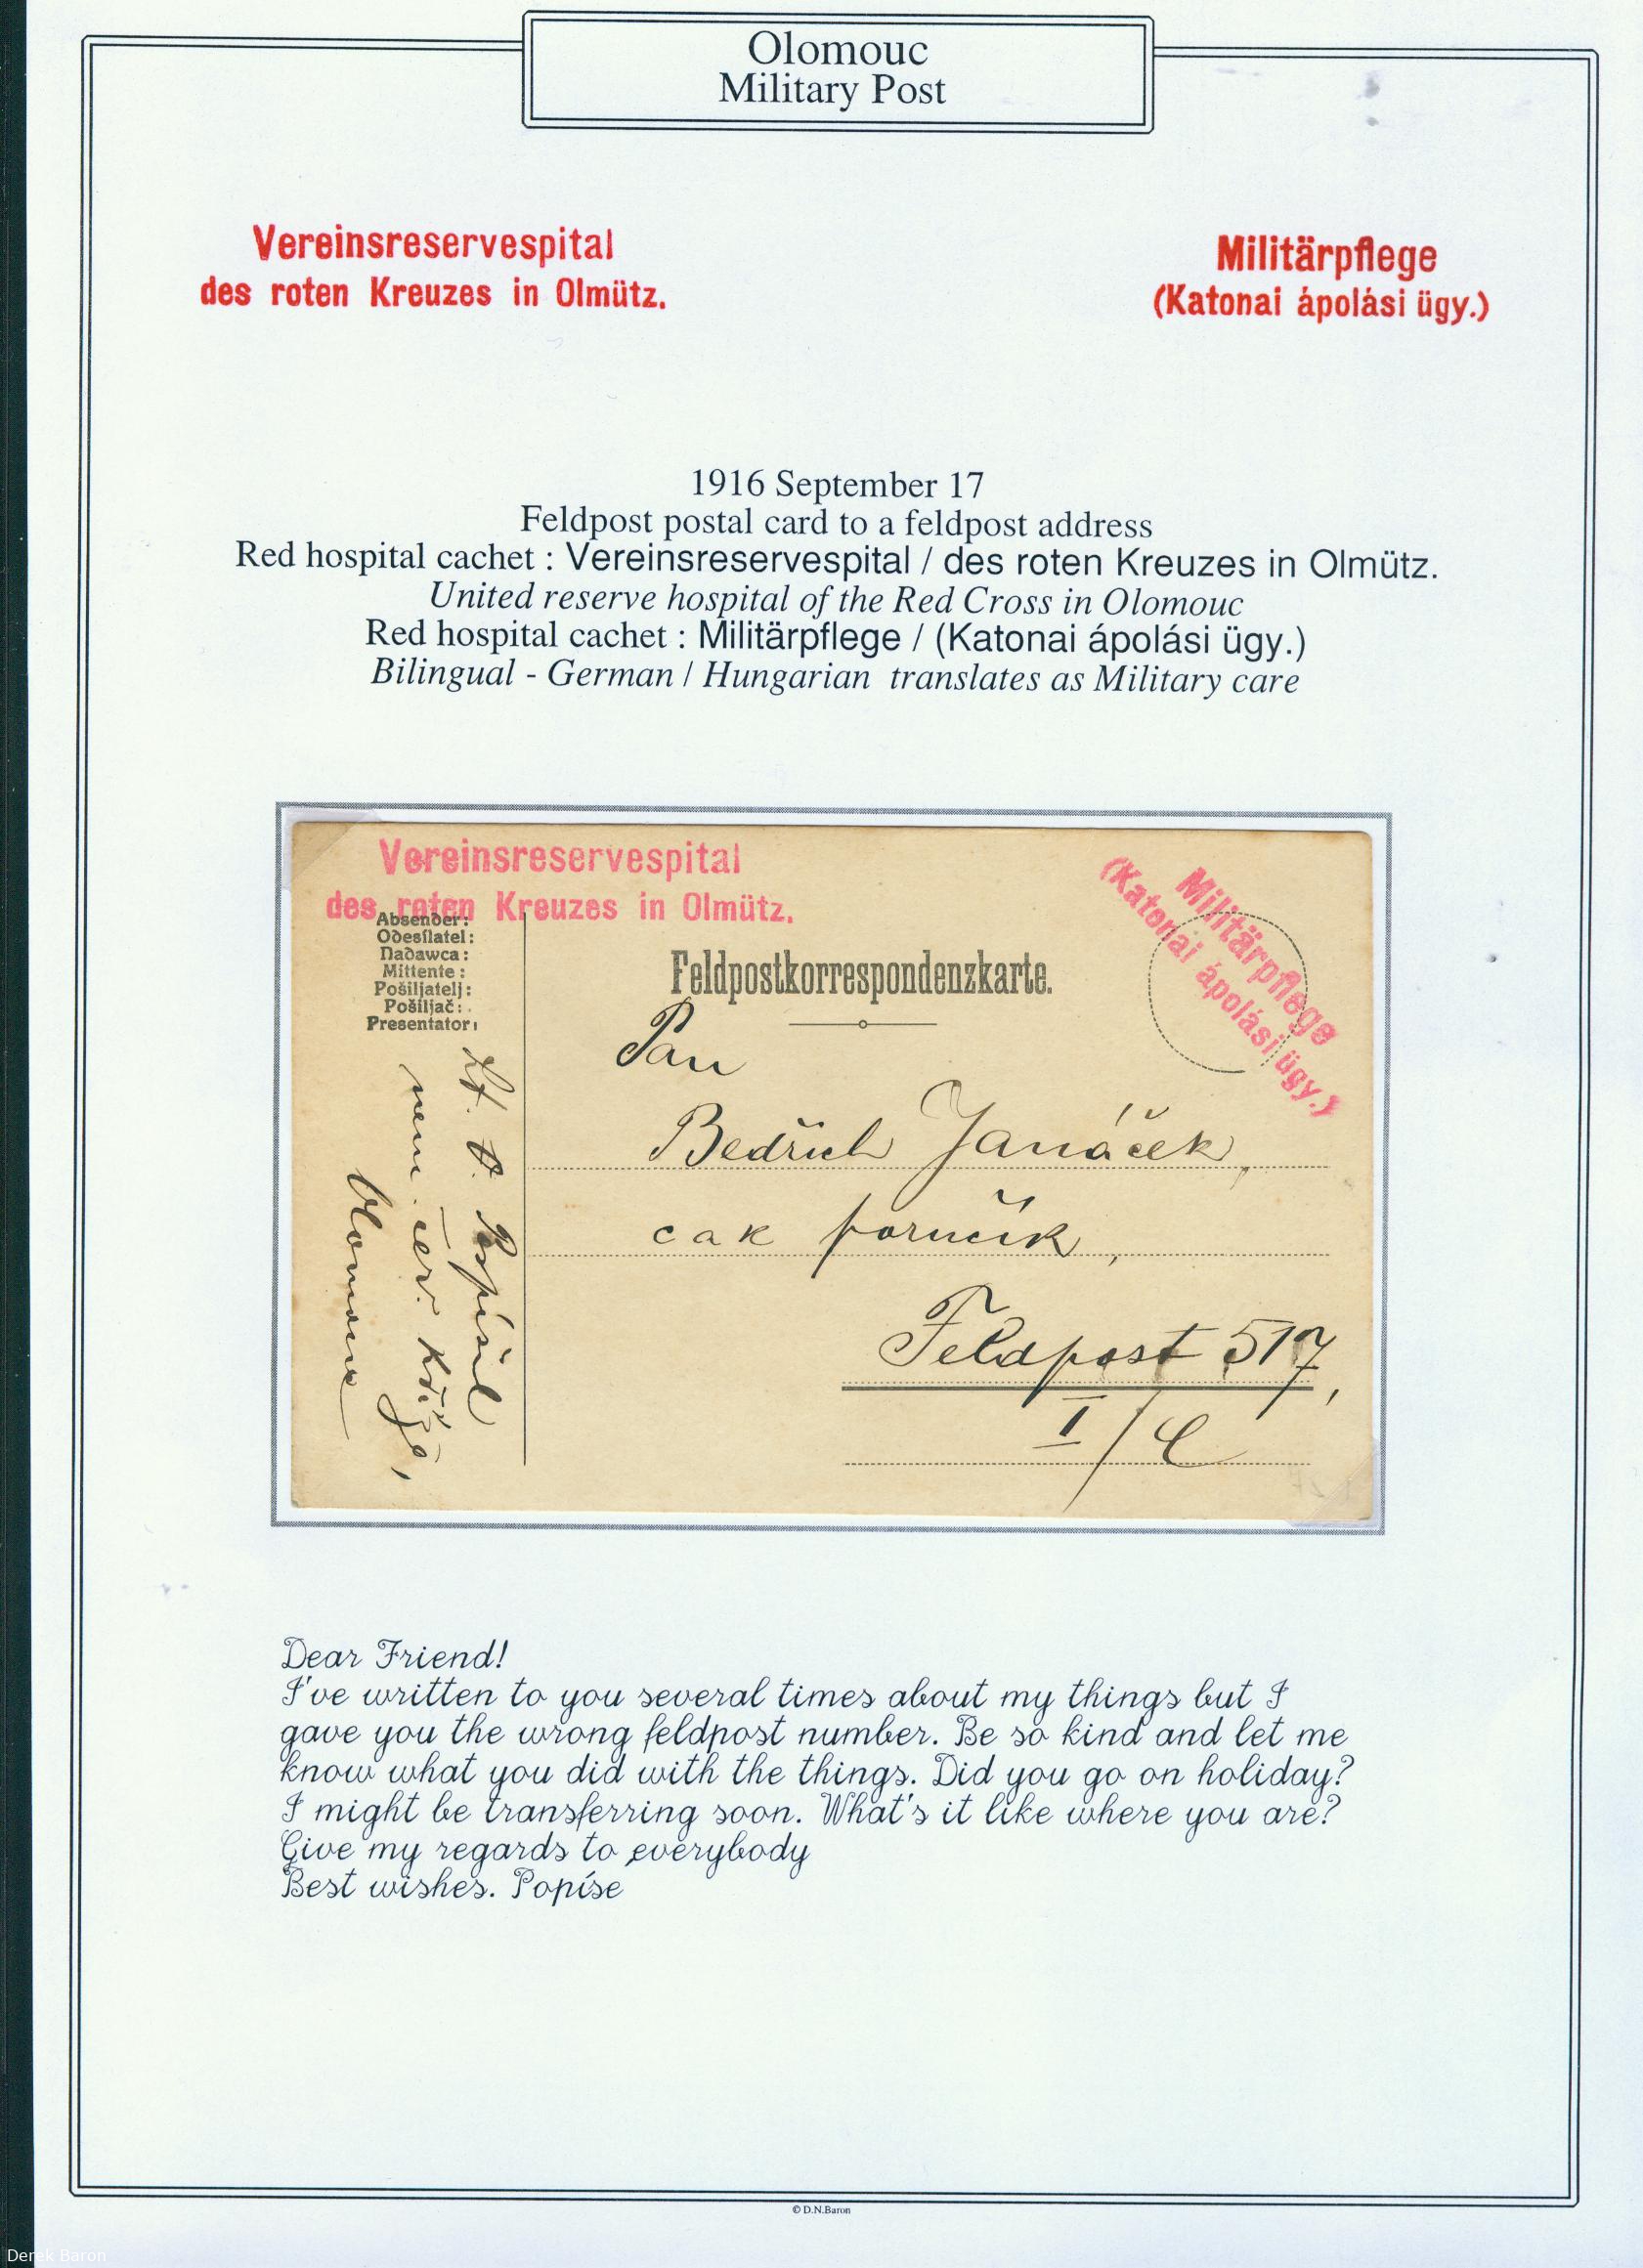 Olomouc
Military Post
Vereinsreservespital
des roten Kreuzes in Olmütz.
Militärpflege
(Katonai ápolási ügy.)
1916 September 17
Feldpost postal card to a feldpost address
Red hospital cachet : Vereinsreservespital / des roten Kreuzes in Olmütz.
United reserve hospital of the Red Cross in Olomouc
Red hospital cachet : Militärpflege / (Katonai ápolási ügy.)
Bilingual - German / Hungarian translates as Military care
Vereinsreservespital
des roten Kreuzes in Olmütz.
Militärpflege
(Katonai ápolási ügy.)
Absender:
Odesílatel:
Nadawca:
Mittente:
Pošiljatelj:
Pošiljač:
Presentator:
Feldpostkorrespondenzkarte.
Pan
Bedřich Janáček,
cak poručík,
Feldpost 517,
I/C
Pospíšil
nem. čer. kříže,
Olomouc
Dear Friend!
I've written to you several times about my things but I
gave you the wrong feldpost number. Be so kind and let me
know what you did with the things. Did you go on holiday?
I might be transferring soon. What's it like where you are?
Give my regards to everybody
Best wishes. Popíse
© D.N.Baron
Derek Baron